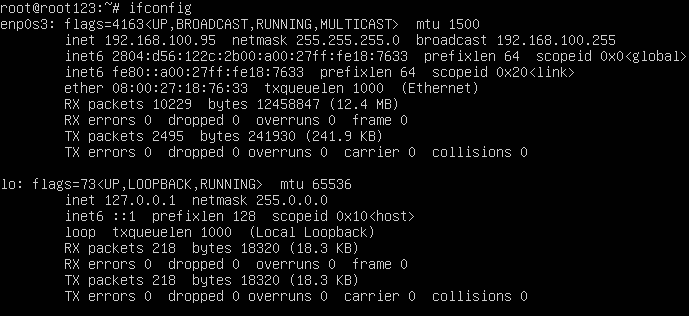 root@root123:~# ifconfig
enp0s3: flags=4163<UP,BROADCAST,RUNNING,MULTICAST>  mtu 1500
        inet 192.168.100.95  netmask 255.255.255.0  broadcast 192.168.100.255
        inet6 2804:d56:122c:2b00:a00:27ff:fe18:7633  prefixlen 64  scopeid 0x0<global>
        inet6 fe80::a00:27ff:fe18:7633  prefixlen 64  scopeid 0x20<link>
        ether 08:00:27:18:76:33  txqueuelen 1000  (Ethernet)
        RX packets 10229  bytes 12458847 (12.4 MB)
        RX errors 0  dropped 0  overruns 0  frame 0
        TX packets 2495  bytes 241930 (241.9 KB)
        TX errors 0  dropped 0 overruns 0  carrier 0  collisions 0

lo: flags=73<UP,LOOPBACK,RUNNING>  mtu 65536
        inet 127.0.0.1  netmask 255.0.0.0
        inet6 ::1  prefixlen 128  scopeid 0x10<host>
        loop  txqueuelen 1000  (Local Loopback)
        RX packets 218  bytes 18320 (18.3 KB)
        RX errors 0  dropped 0  overruns 0  frame 0
        TX packets 218  bytes 18320 (18.3 KB)
        TX errors 0  dropped 0 overruns 0  carrier 0  collisions 0